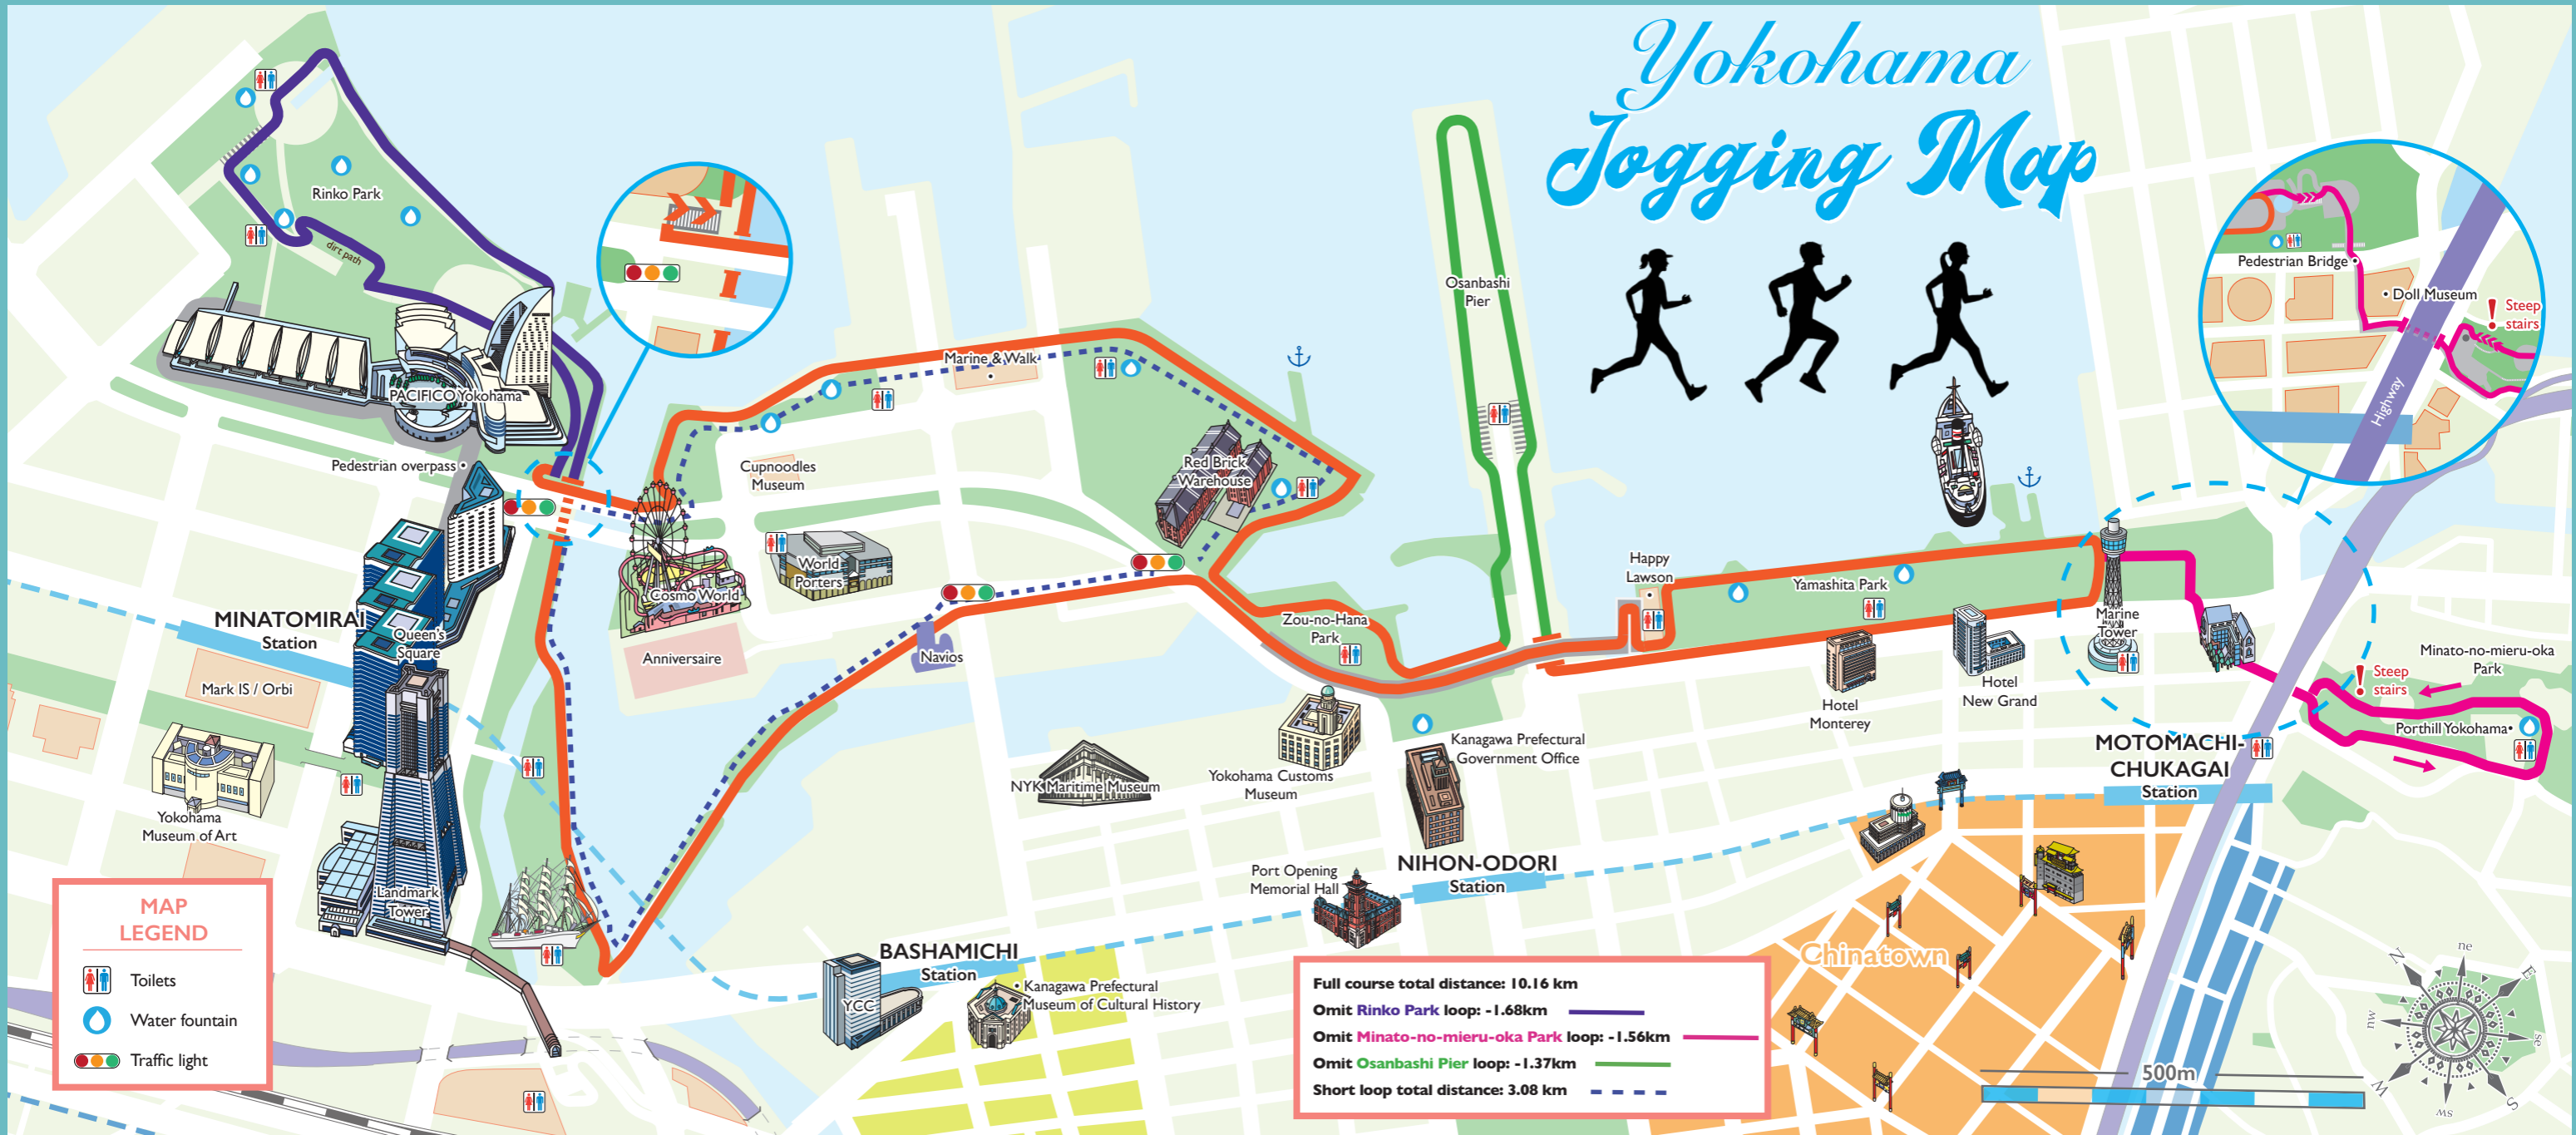 Yokohama
Jogging Map
Rinko Park
dirt path
PACIFICO Yokohama
Pedestrian overpass
Marine & Walk
Cupnoodles
Museum
Red Brick
Warehouse
World
Porters
Cosmo World
Anniversaire
Navios
MINATOMIRAI
Station
Queen's
Square
Mark IS / Orbi
Yokohama
Museum of Art
Landmark
Tower
Osanbashi
Pier
Happy
Lawson
Zou-no-Hana
Park
Yamashita Park
Marine
Tower
Hotel
New Grand
Hotel
Monterey
Kanagawa Prefectural
Government Office
Yokohama Customs
Museum
NYK Maritime Museum
Port Opening
Memorial Hall
NIHON-ODORI
Station
BASHAMICHI
Station
YCC
Kanagawa Prefectural
Museum of Cultural History
Pedestrian Bridge
Doll Museum
! Steep
stairs
Highway
Minato-no-mieru-oka
Park
! Steep
stairs
Porthill Yokohama
MOTOMACHI-
CHUKAGAI
Station
Chinatown
MAP
LEGEND
Toilets
Water fountain
Traffic light
Full course total distance: 10.16 km
Omit Rinko Park loop: -1.68km
Omit Minato-no-mieru-oka Park loop: -1.56km
Omit Osanbashi Pier loop: -1.37km
Short loop total distance: 3.08 km
500m
N
ne
E
se
S
sw
W
nw